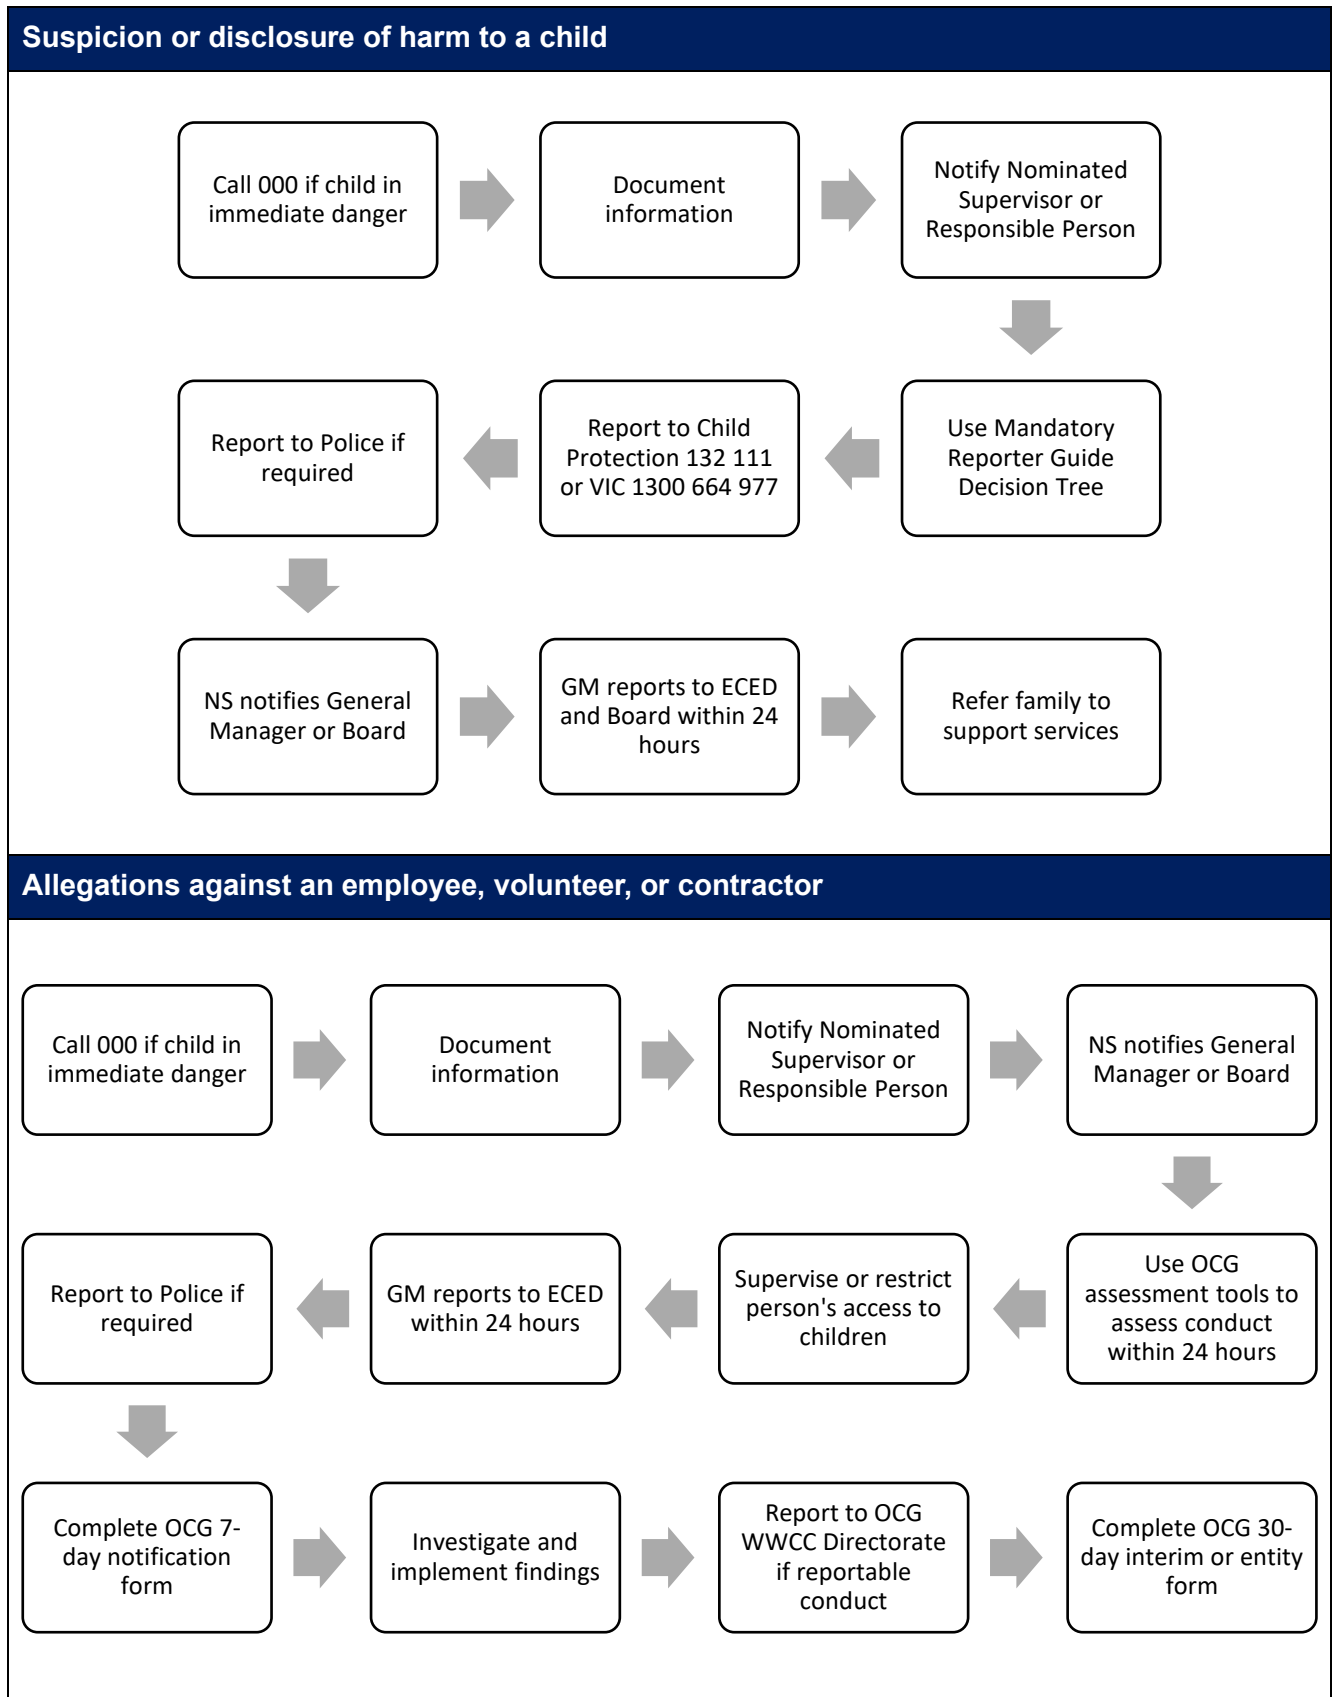 Suspicion or disclosure of harm to a child
Call 000 if child in
immediate danger
Document
information
Notify Nominated
Supervisor or
Responsible Person
Use Mandatory
Reporter Guide
Decision Tree
Report to Child
Protection 132 111
or VIC 1300 664 977
Report to Police if
required
NS notifies General
Manager or Board
GM reports to ECED
and Board within 24
hours
Refer family to
support services
Allegations against an employee, volunteer, or contractor
Call 000 if child in
immediate danger
Document
information
Notify Nominated
Supervisor or
Responsible Person
NS notifies General
Manager or Board
Use OCG
assessment tools to
assess conduct
within 24 hours
Supervise or restrict
person's access to
children
GM reports to ECED
within 24 hours
Report to Police if
required
Complete OCG 7-
day notification
form
Investigate and
implement findings
Report to OCG
WWCC Directorate
if reportable
conduct
Complete OCG 30-
day interim or entity
form